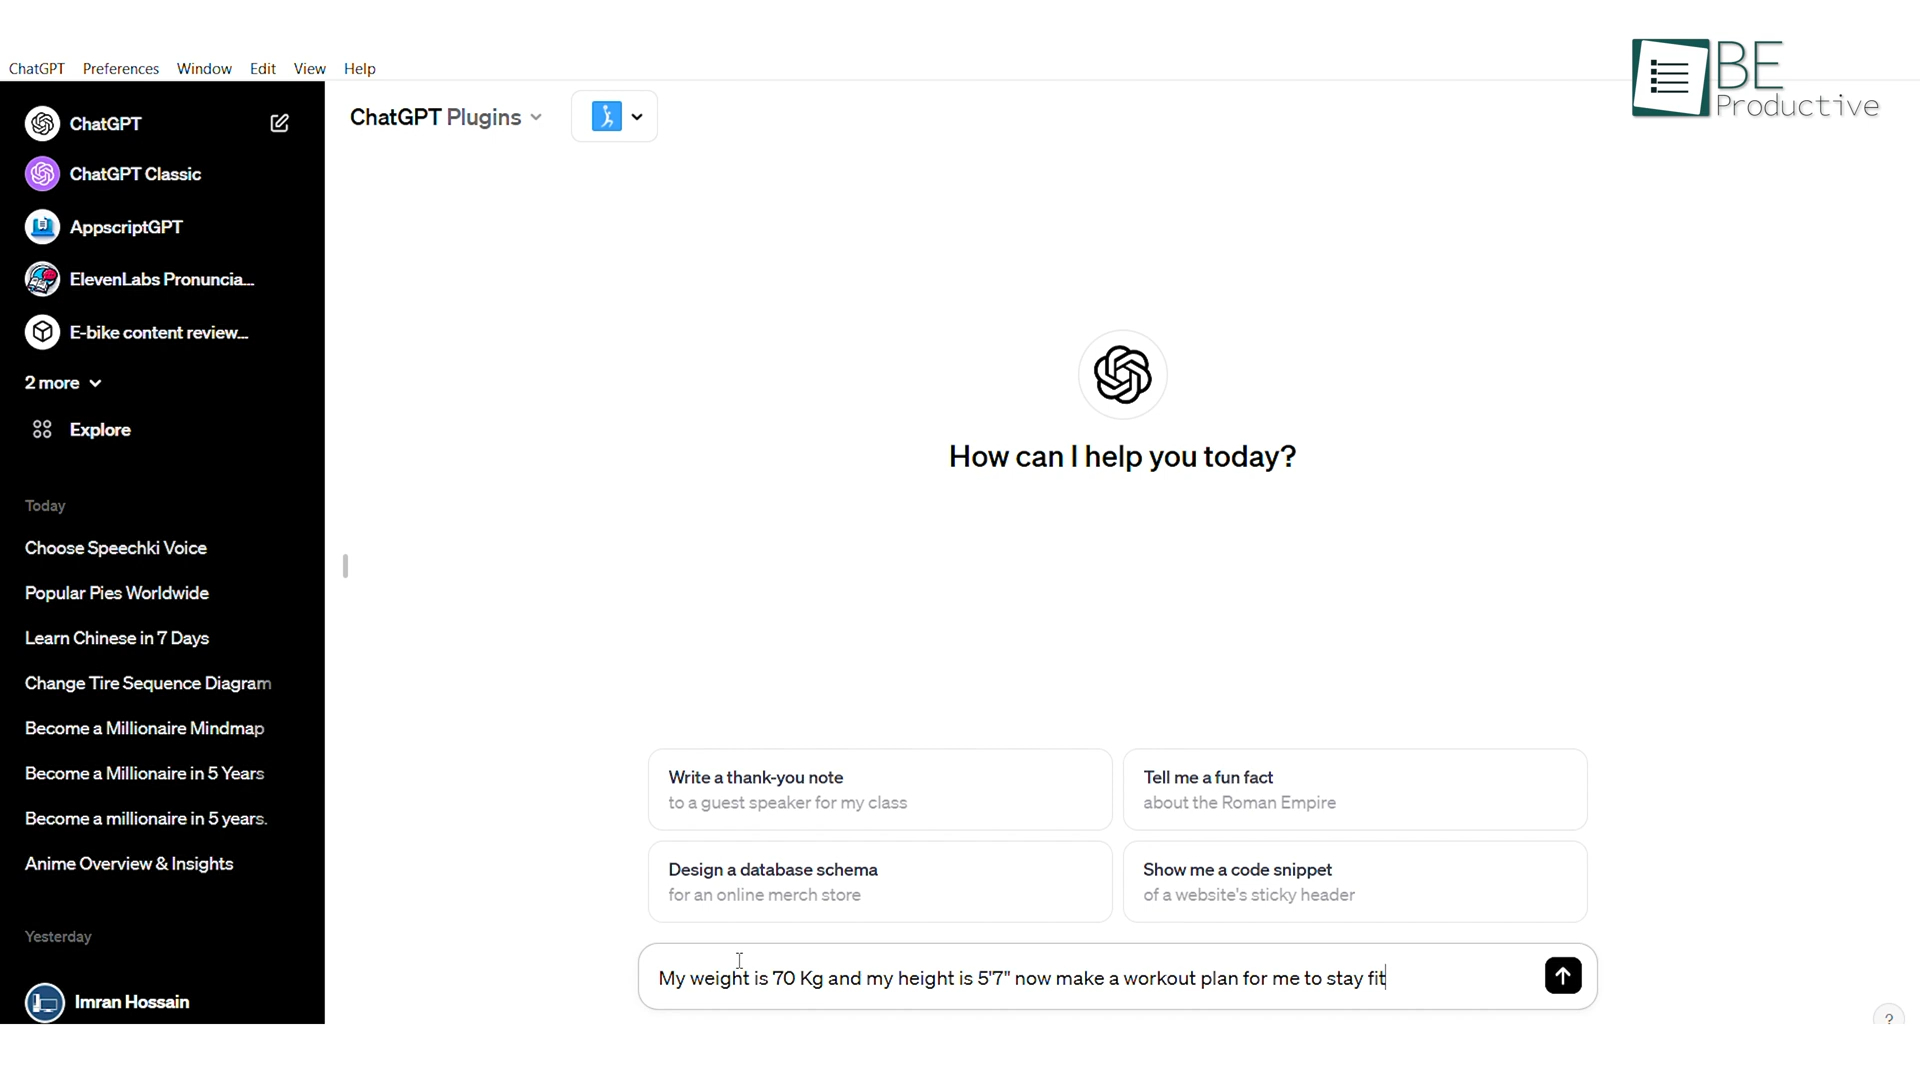 BE
Productive
ChatGPT Preferences Window Edit View Help
ChatGPT
ChatGPT Classic
AppscriptGPT
ElevenLabs Pronuncia...
E-bike content review...
2 more
Explore
Today
Choose Speechki Voice
Popular Pies Worldwide
Learn Chinese in 7 Days
Change Tire Sequence Diagram
Become a Millionaire Mindmap
Become a Millionaire in 5 Years
Become a millionaire in 5 years.
Anime Overview & Insights
Yesterday
Imran Hossain
ChatGPT Plugins
How can I help you today?
Write a thank-you note
to a guest speaker for my class
Tell me a fun fact
about the Roman Empire
Design a database schema
for an online merch store
Show me a code snippet
of a website's sticky header
My weight is 70 Kg and my height is 5'7" now make a workout plan for me to stay fit
?